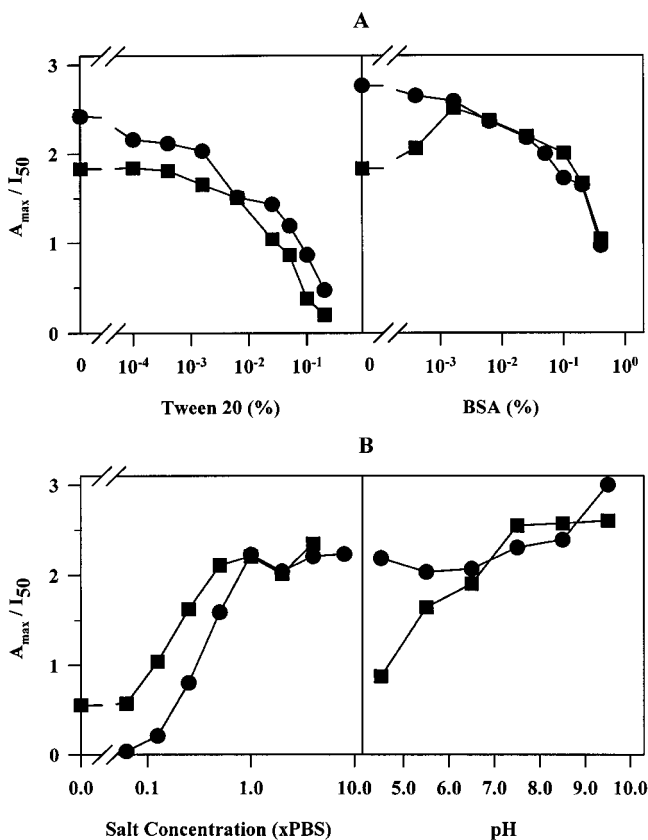 A
3
2
1
0
A_max / I_50
0 10^-4 10^-3 10^-2 10^-1 0 10^-3 10^-2 10^-1 10^0
Tween 20 (%) BSA (%)
B
3
2
1
0
A_max / I_50
0.0 0.1 1.0 10.0 5.0 6.0 7.0 8.0 9.0 10.0
Salt Concentration (xPBS) pH